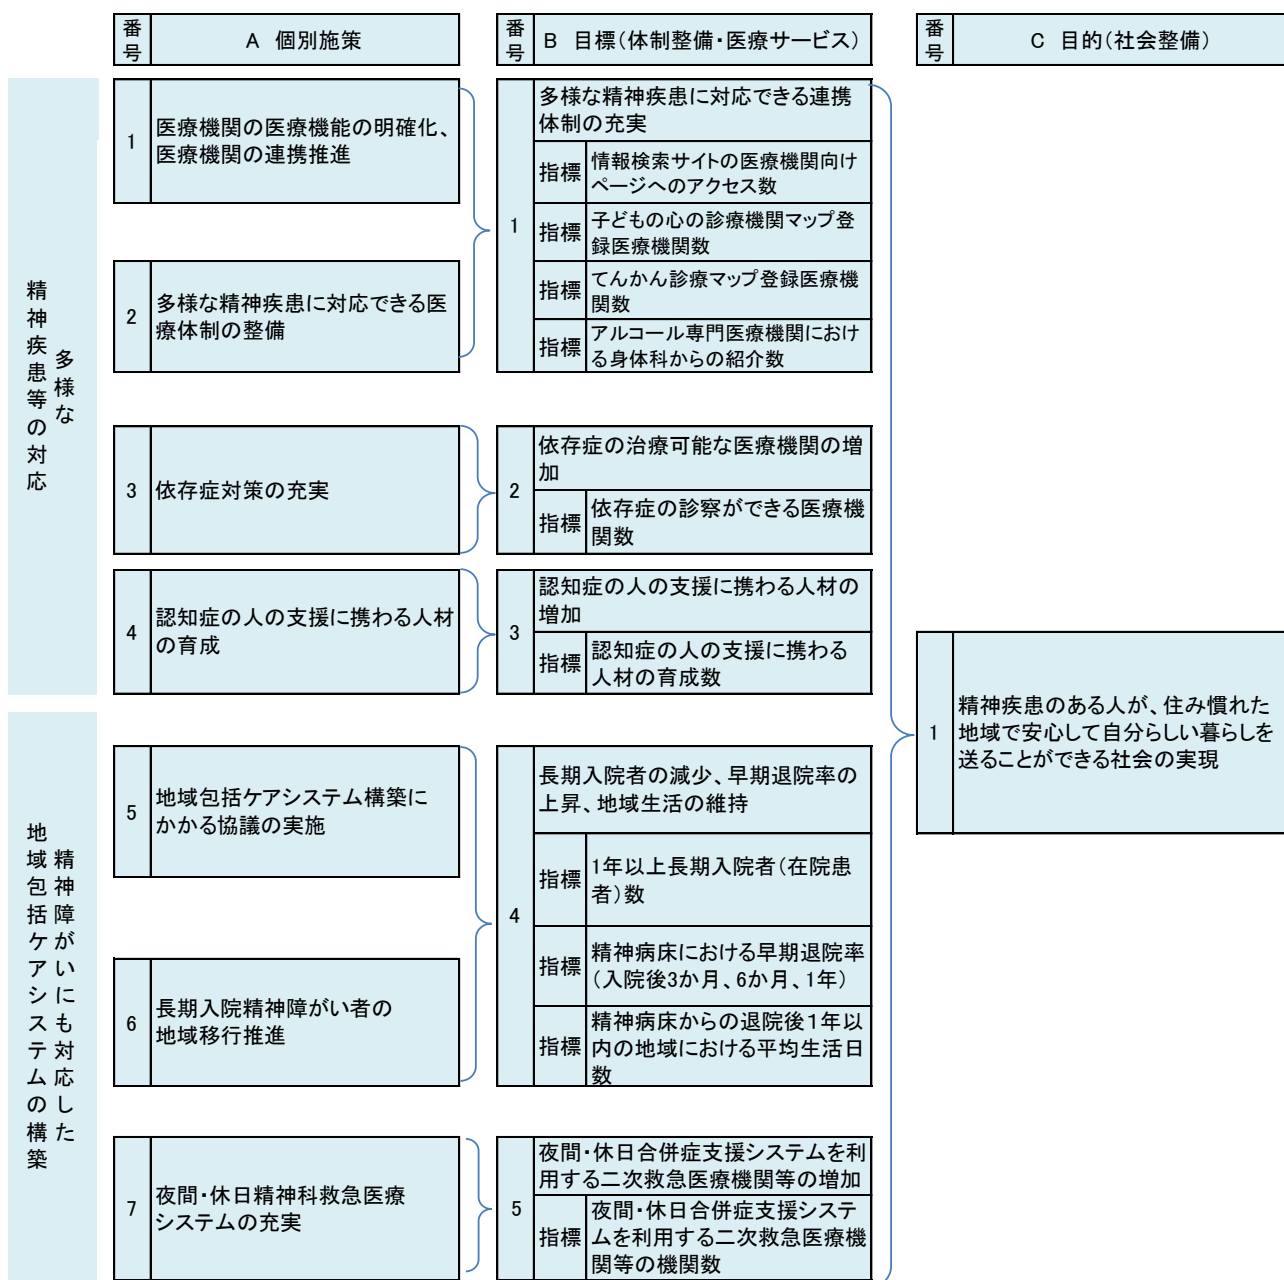 番号
A 個別施策
番号
B 目標(体制整備・医療サービス)
番号
C 目的(社会整備)
多様な
精神疾患等の対応
1
医療機関の医療機能の明確化、
医療機関の連携推進
2
多様な精神疾患に対応できる医
療体制の整備
1
多様な精神疾患に対応できる連携
体制の充実
指標
情報検索サイトの医療機関向け
ページへのアクセス数
指標
子どもの心の診療機関マップ登
録医療機関数
指標
てんかん診療マップ登録医療機
関数
指標
アルコール専門医療機関におけ
る身体科からの紹介数
3
依存症対策の充実
2
依存症の治療可能な医療機関の増
加
指標
依存症の診察ができる医療機
関数
4
認知症の人の支援に携わる人材
の育成
3
認知症の人の支援に携わる人材の
増加
指標
認知症の人の支援に携わる
人材の育成数
精神障がいにも対応した
地域包括ケアシステムの構築
5
地域包括ケアシステム構築に
かかる協議の実施
6
長期入院精神障がい者の
地域移行推進
4
長期入院者の減少、早期退院率の
上昇、地域生活の維持
指標
1年以上長期入院者(在院患
者)数
指標
精神病床における早期退院率
(入院後3か月、6か月、1年)
指標
精神病床からの退院後1年以
内の地域における平均生活日
数
7
夜間・休日精神科救急医療
システムの充実
5
夜間・休日合併症支援システムを利
用する二次救急医療機関等の増加
指標
夜間・休日合併症支援システ
ムを利用する二次救急医療機
関等の機関数
1
精神疾患のある人が、住み慣れた
地域で安心して自分らしい暮らしを
送ることができる社会の実現